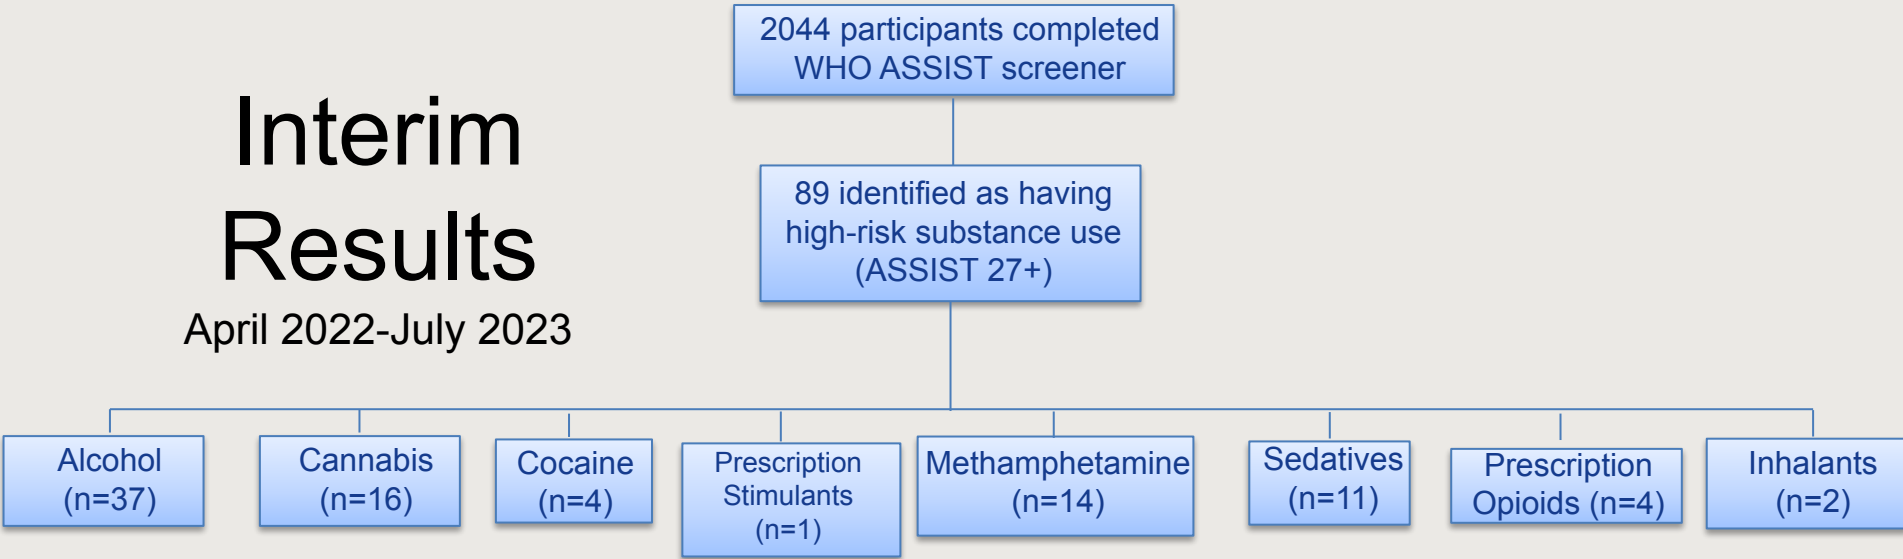 Interim
Results
April 2022-July 2023
2044 participants completed
WHO ASSIST screener
89 identified as having
high-risk substance use
(ASSIST 27+)
Alcohol
(n=37)
Cannabis
(n=16)
Cocaine
(n=4)
Prescription
Stimulants
(n=1)
Methamphetamine
(n=14)
Sedatives
(n=11)
Prescription
Opioids (n=4)
Inhalants
(n=2)